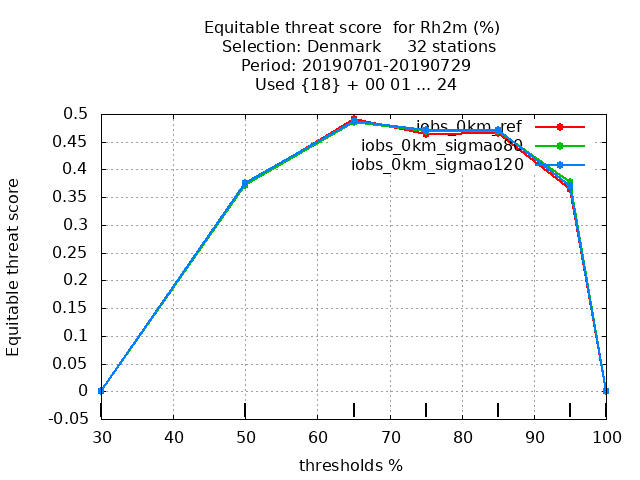 Equitable threat score  for Rh2m (%)
Selection: Denmark     32 stations
Period: 20190701-20190729
Used {18} + 00 01 ... 24
0.5
0.45
0.4
0.35
0.3
0.25
0.2
0.15
0.1
0.05
0
-0.05
Equitable threat score
iobs_0km_ref
iobs_0km_sigmao80
iobs_0km_sigmao120
30 40 50 60 70 80 90 100
thresholds %